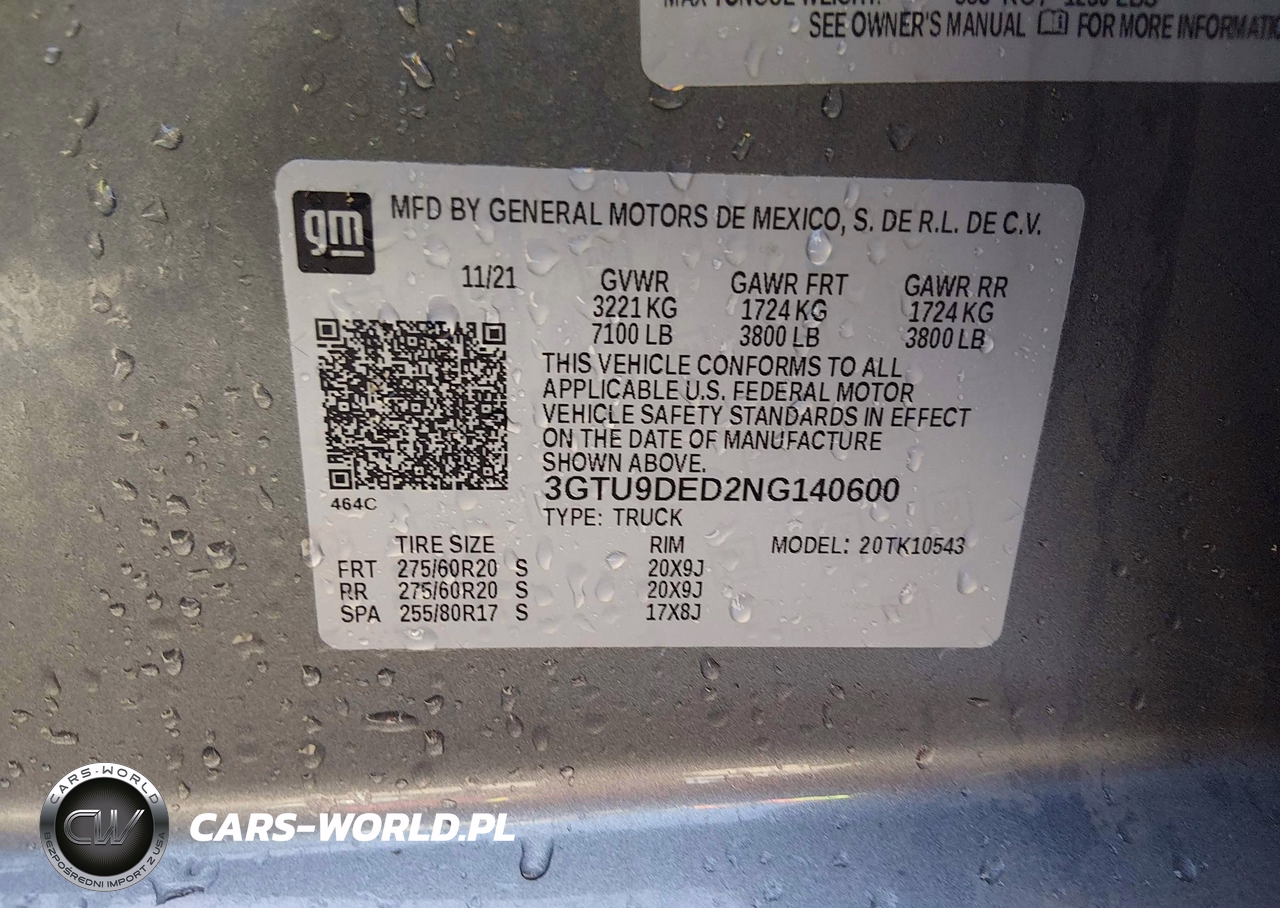 SEE OWNER'S MANUAL FOR MORE INFORMATI
gm
MFD BY GENERAL MOTORS DE MEXICO, S. DE R.L. DE C.V.
11/21 GVWR GAWR FRT GAWR RR
3221 KG 1724 KG 1724 KG
7100 LB 3800 LB 3800 LB
THIS VEHICLE CONFORMS TO ALL
APPLICABLE U.S. FEDERAL MOTOR
VEHICLE SAFETY STANDARDS IN EFFECT
ON THE DATE OF MANUFACTURE
SHOWN ABOVE.
3GTU9DED2NG140600
464C
TYPE: TRUCK
TIRE SIZE RIM MODEL: 20TK10543
FRT 275/60R20 S 20X9J
RR 275/60R20 S 20X9J
SPA 255/80R17 S 17X8J
CARS-WORLD
CW
BEZPOŚREDNI IMPORT Z USA
CARS-WORLD.PL